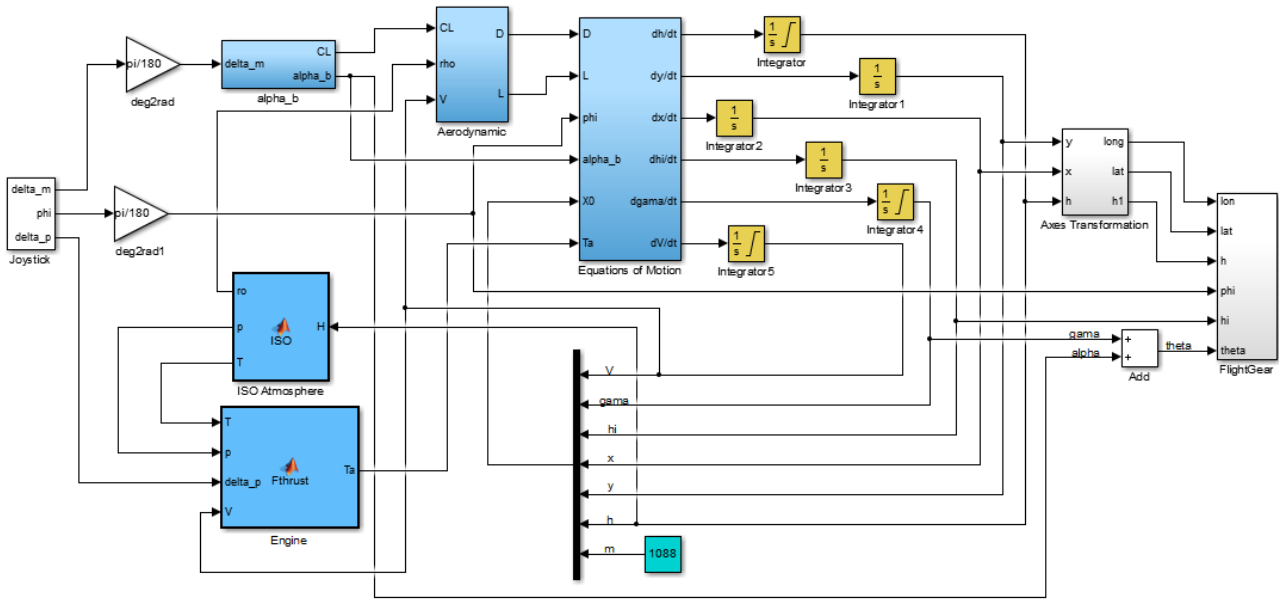 pi/180
deg2rad
delta_m
CL
alpha_b
alpha_b
CL
rho
V
D
L
Aerodynamic
D
L
phi
alpha_b
X0
Ta
dh/dt
dy/dt
dx/dt
dhi/dt
dgama/dt
dV/dt
Equations of Motion
1
s
Integrator
1
s
Integrator1
1
s
Integrator2
1
s
Integrator3
1
s
Integrator4
1
s
Integrator5
y
x
h
long
lat
h1
Axes Transformation
lon
lat
h
phi
hi
theta
FlightGear
delta_m
phi
delta_p
Joystick
pi/180
deg2rad1
ro
p
T
H
ISO
ISO Atmosphere
T
p
delta_p
V
Ta
Fthrust
Engine
V
gama
hi
x
y
h
m
1088
gama
alpha
+
+
theta
Add